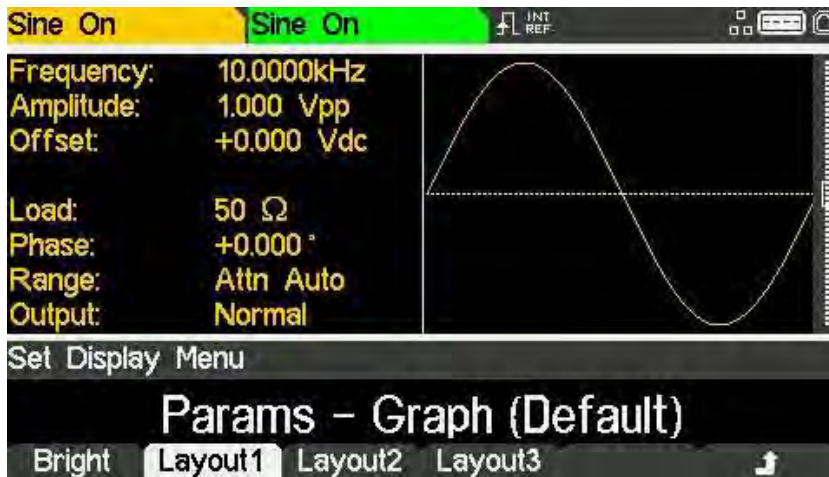 Sine On Sine On INT
REF
Frequency: 10.0000kHz
Amplitude: 1.000 Vpp
Offset: +0.000 Vdc
Load: 50 Ω
Phase: +0.000 °
Range: Attn Auto
Output: Normal
Set Display Menu
Params – Graph (Default)
Bright Layout1 Layout2 Layout3